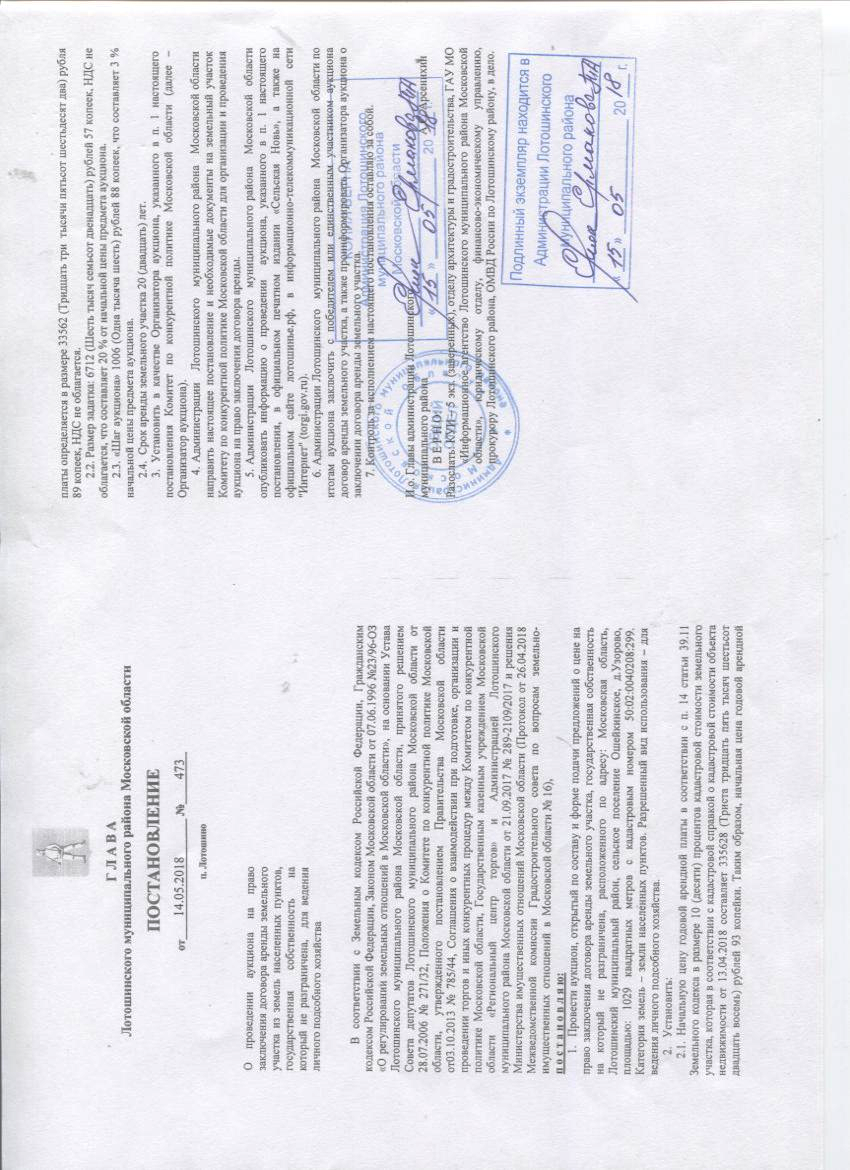 Г Л А В А
Лотошинского муниципального района Московской области
ПОСТАНОВЛЕНИЕ
от 14.05.2018 № 473
п. Лотошино
О проведении аукциона на право
заключения договора аренды земельного
участка из земель населенных пунктов,
государственная собственность на
который не разграничена, для ведения
личного подсобного хозяйства
В соответствии с Земельным кодексом Российской Федерации, Гражданским
кодексом Российской Федерации, Законом Московской области от 07.06.1996 №23/96-ОЗ
«О регулировании земельных отношений в Московской области», на основании Устава
Лотошинского муниципального района Московской области, принятого решением
Совета депутатов Лотошинского муниципального района Московской области от
28.07.2006 № 271/32, Положения о Комитете по конкурентной политике Московской
области, утвержденного постановлением Правительства Московской области
от03.10.2013 № 785/44, Соглашения о взаимодействии при подготовке, организации и
проведении торгов и иных конкурентных процедур между Комитетом по конкурентной
политике Московской области, Государственным казенным учреждением Московской
области «Региональный центр торгов» и Администрацией Лотошинского
муниципального района Московской области от 21.09.2017 № 289-2109/2017 и решения
Министерства имущественных отношений Московской области (Протокол от 26.04.2018
Межведомственной комиссии Градостроительного совета по вопросам земельно-
имущественных отношений в Московской области № 16),
п о с т а н о в л я ю:
1. Провести аукцион, открытый по составу и форме подачи предложений о цене на
право заключения договора аренды земельного участка, государственная собственность
на который не разграничена, расположенного по адресу: Московская область,
Лотошинский муниципальный район, сельское поселение Ошейкинское, д.Узорово,
площадью: 1029 квадратных метров с кадастровым номером 50:02:0040208:299.
Категория земель – земли населенных пунктов. Разрешенный вид использования – для
ведения личного подсобного хозяйства.
2. Установить:
2.1. Начальную цену годовой арендной платы в соответствии с п. 14 статьи 39.11
Земельного кодекса в размере 10 (десяти) процентов кадастровой стоимости земельного
участка, которая в соответствии с кадастровой справкой о кадастровой стоимости объекта
недвижимости от 13.04.2018 составляет 335628 (Триста тридцать пять тысяч шестьсот
двадцать восемь) рублей 93 копейки. Таким образом, начальная цена годовой арендной
платы определяется в размере 33562 (Тридцать три тысячи пятьсот шестьдесят два) рубля
89 копеек, НДС не облагается.
2.2. Размер задатка: 6712 (Шесть тысяч семьсот двенадцать) рублей 57 копеек, НДС не
облагается, что составляет 20 % от начальной цены предмета аукциона.
2.3. «Шаг аукциона» 1006 (Одна тысяча шесть) рублей 88 копеек, что составляет 3 %
начальной цены предмета аукциона.
2.4. Срок аренды земельного участка 20 (двадцать) лет.
3. Установить в качестве Организатора аукциона, указанного в п. 1 настоящего
постановления Комитет по конкурентной политике Московской области (далее –
Организатор аукциона).
4. Администрации Лотошинского муниципального района Московской области
направить настоящее постановление и необходимые документы на земельный участок
Комитету по конкурентной политике Московской области для организации и проведения
аукциона на право заключения договора аренды.
5. Администрации Лотошинского муниципального района Московской области
опубликовать информацию о проведении аукциона, указанного в п. 1 настоящего
постановления, в официальном печатном издании «Сельская Новь», а также на
официальном сайте лотошинье.рф, в информационно-телекоммуникационной сети
"Интернет" (torgi-gov.ru).
6. Администрации Лотошинского муниципального района Московской области по
итогам аукциона заключить с победителем или единственным участником аукциона
договор аренды земельного участка, а также проинформировать Организатора аукциона о
заключении договора аренды земельного участка.
7. Контроль за исполнением настоящего постановления оставляю за собой.
Администрация Лотошинского
муниципального района
Московской области
«15» 05 20
И.о. Главы администрации Лотошинского
муниципального района
В Е Р Н О:
Разослать: КУИ – 5 экз. (заверенных), отделу архитектуры и градостроительства, ГАУ МО
«Информационное агентство Лотошинского муниципального района Московской
области», юридическому отделу, финансово-экономическому управлению,
прокурору Лотошинского района, ОМВД России по Лотошинскому району, в дело.
Подлинный экземпляр находится в
Администрации Лотошинского
муниципального района
Ермакова
«15» 05 2018 г.